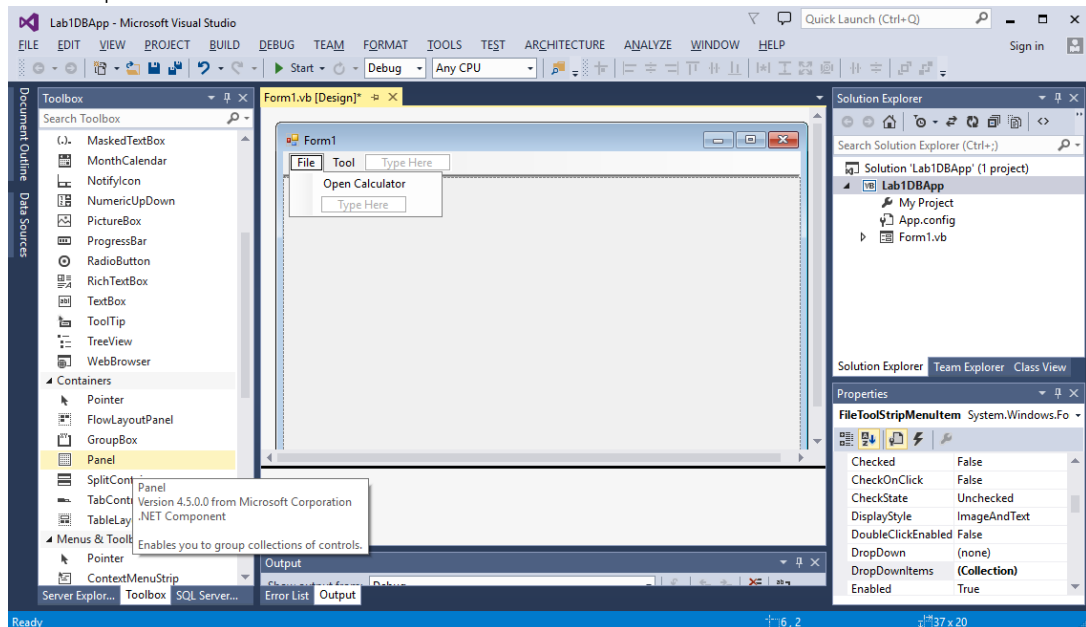 Lab1DBApp - Microsoft Visual Studio
Quick Launch (Ctrl+Q)
FILE EDIT VIEW PROJECT BUILD DEBUG TEAM FORMAT TOOLS TEST ARCHITECTURE ANALYZE WINDOW HELP
Sign in
Start Debug Any CPU
Document Outline
Data Sources
Toolbox
Search Toolbox
MaskedTextBox
MonthCalendar
NotifyIcon
NumericUpDown
PictureBox
ProgressBar
RadioButton
RichTextBox
TextBox
ToolTip
TreeView
WebBrowser
Containers
Pointer
FlowLayoutPanel
GroupBox
Panel
SplitCont
TabContr
TableLay
Menus & Toolb
Pointer
ContextMenuStrip
Server Explor... Toolbox SQL Server...
Panel
Version 4.5.0.0 from Microsoft Corporation
.NET Component
Enables you to group collections of controls.
Form1.vb [Design]*
Form1
File Tool Type Here
Open Calculator
Type Here
Output
Show output from: Debug
Error List Output
Solution Explorer
Search Solution Explorer (Ctrl+;)
Solution 'Lab1DBApp' (1 project)
Lab1DBApp
My Project
App.config
Form1.vb
Solution Explorer Team Explorer Class View
Properties
FileToolStripMenuItem System.Windows.Fo
Checked False
CheckOnClick False
CheckState Unchecked
DisplayStyle ImageAndText
DoubleClickEnabled False
DropDown (none)
DropDownItems (Collection)
Enabled True
Ready
6 , 2
37 x 20